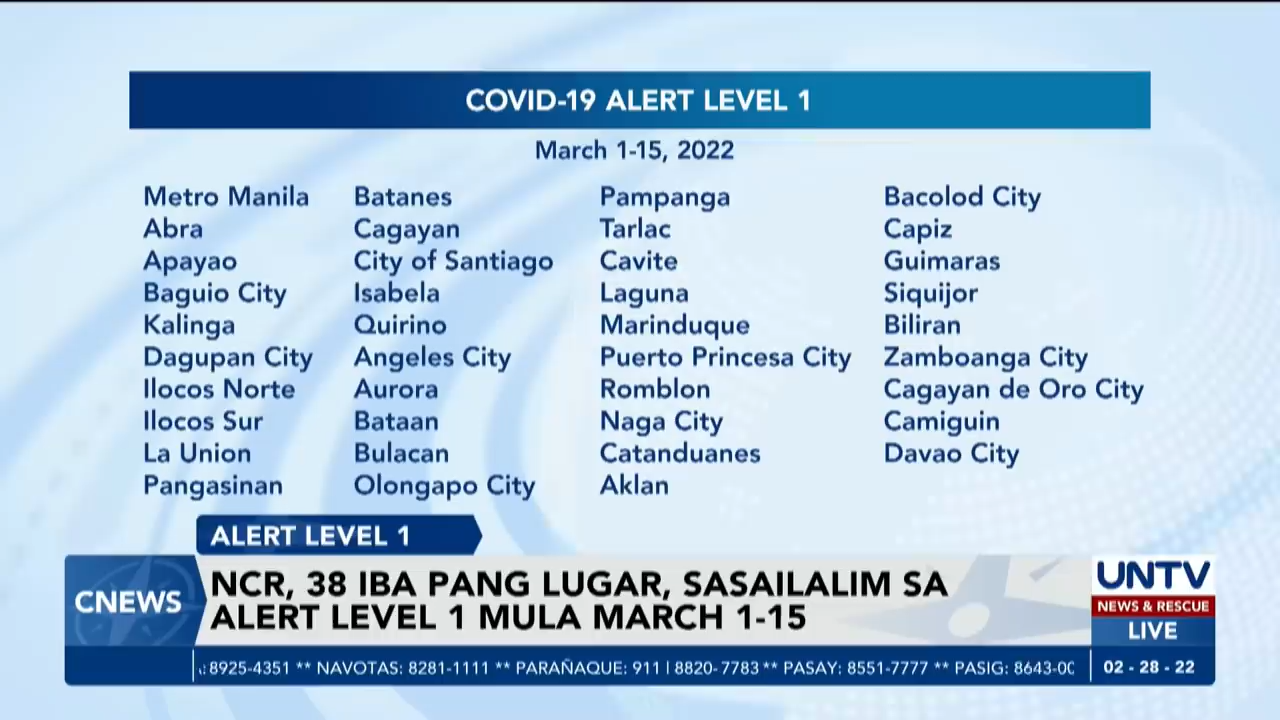 COVID-19 ALERT LEVEL 1
March 1-15, 2022
Metro Manila
Abra
Apayao
Baguio City
Kalinga
Dagupan City
Ilocos Norte
Ilocos Sur
La Union
Pangasinan
Batanes
Cagayan
City of Santiago
Isabela
Quirino
Angeles City
Aurora
Bataan
Bulacan
Olongapo City
Pampanga
Tarlac
Cavite
Laguna
Marinduque
Puerto Princesa City
Romblon
Naga City
Catanduanes
Aklan
Bacolod City
Capiz
Guimaras
Siquijor
Biliran
Zamboanga City
Cagayan de Oro City
Camiguin
Davao City
ALERT LEVEL 1
CNEWS
NCR, 38 IBA PANG LUGAR, SASAILALIM SA
ALERT LEVEL 1 MULA MARCH 1-15
UNTV
NEWS & RESCUE
LIVE
: 8925-4351 ** NAVOTAS: 8281-1111 ** PARAÑAQUE: 911 | 8820-7783 ** PASAY: 8551-7777 ** PASIG: 8643-00
02 - 28 - 22